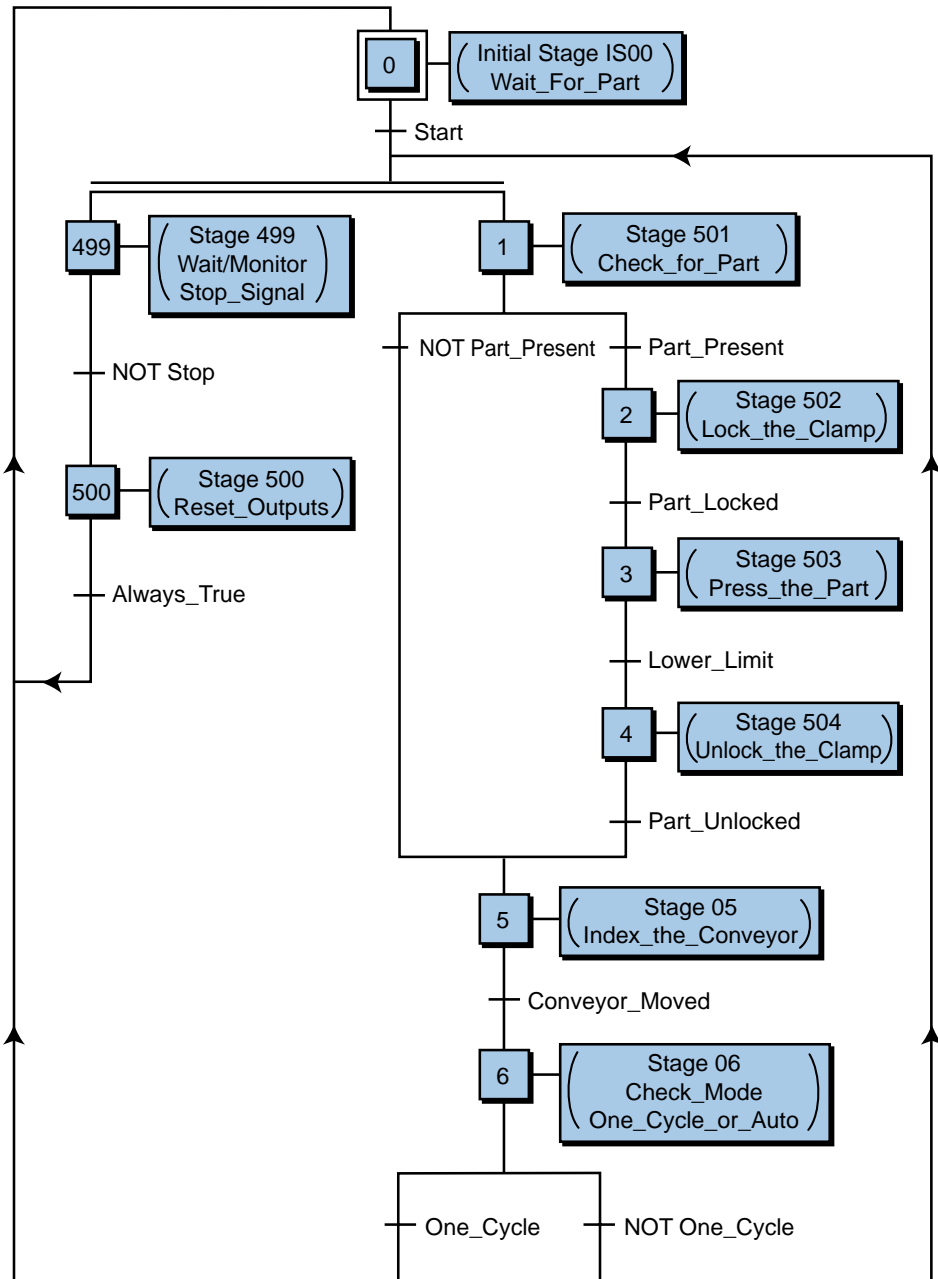 0
Initial Stage IS00
Wait_For_Part
Start
499
Stage 499
Wait/Monitor
Stop_Signal
1
Stage 501
Check_for_Part
NOT Part_Present
Part_Present
NOT Stop
2
Stage 502
Lock_the_Clamp
500
Stage 500
Reset_Outputs
Part_Locked
3
Stage 503
Press_the_Part
Always_True
Lower_Limit
4
Stage 504
Unlock_the_Clamp
Part_Unlocked
5
Stage 05
Index_the_Conveyor
Conveyor_Moved
6
Stage 06
Check_Mode
One_Cycle_or_Auto
One_Cycle
NOT One_Cycle